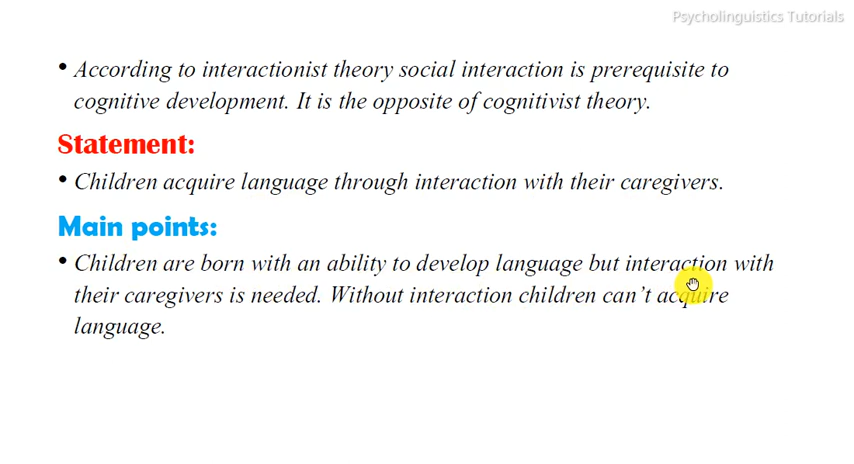 Psycholinguistics Tutorials
• According to interactionist theory social interaction is prerequisite to
cognitive development. It is the opposite of cognitivist theory.
Statement:
• Children acquire language through interaction with their caregivers.
Main points:
• Children are born with an ability to develop language but interaction with
their caregivers is needed. Without interaction children can’t acquire
language.